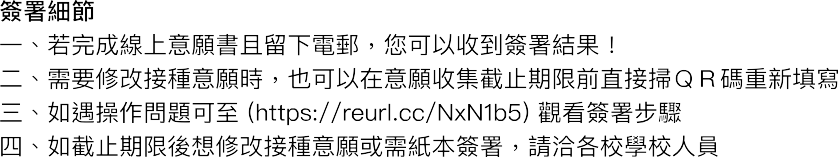 簽署細節
一、若完成線上意願書且留下電郵，您可以收到簽署結果！
二、需要修改接種意願時，也可以在意願收集截止期限前直接掃ＱＲ碼重新填寫
三、如遇操作問題可至 (https://reurl.cc/NxN1b5) 觀看簽署步驟
四、如截止期限後想修改接種意願或需紙本簽署，請洽各校學校人員